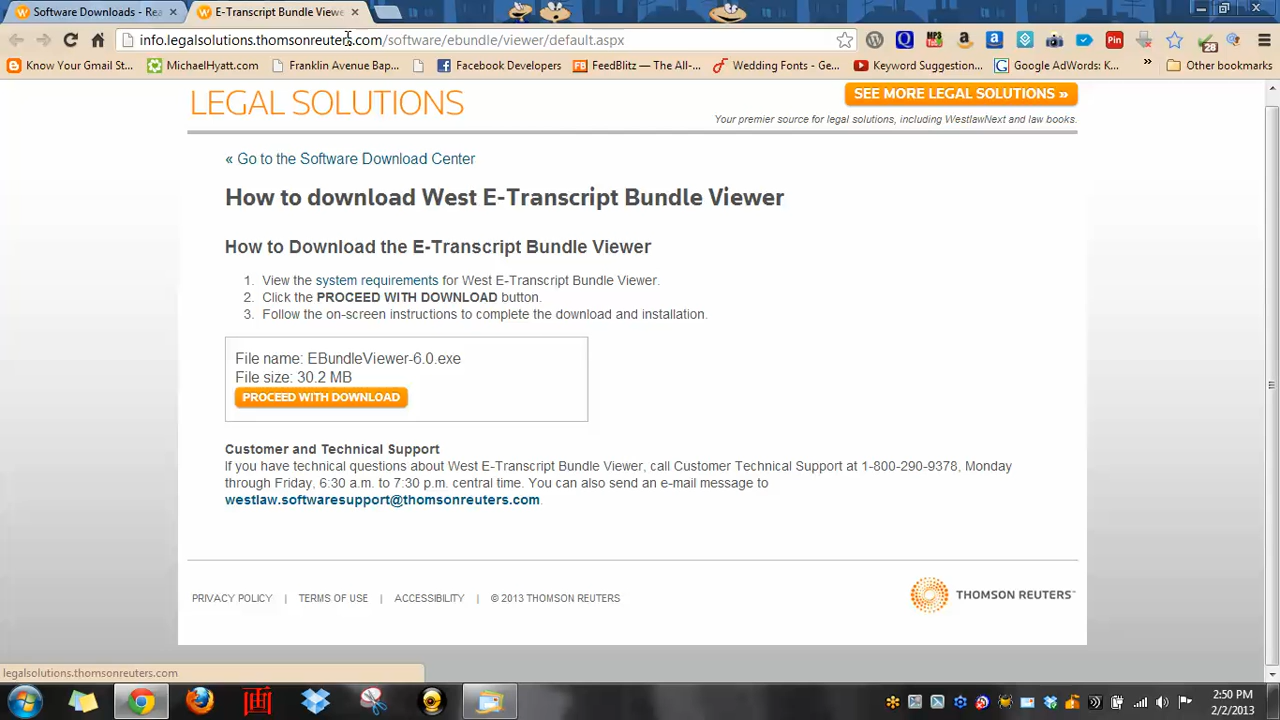 Software Downloads - Rea
E-Transcript Bundle Viewe
info.legalsolutions.thomsonreuters.com/software/ebundle/viewer/default.aspx
Know Your Gmail St...
MichaelHyatt.com
Franklin Avenue Bap...
Facebook Developers
FeedBlitz — The All-...
Wedding Fonts - Ge...
Keyword Suggestion...
Google AdWords: K...
Other bookmarks
LEGAL SOLUTIONS
SEE MORE LEGAL SOLUTIONS »
Your premier source for legal solutions, including WestlawNext and law books.
« Go to the Software Download Center
How to download West E-Transcript Bundle Viewer
How to Download the E-Transcript Bundle Viewer
1. View the system requirements for West E-Transcript Bundle Viewer.
2. Click the PROCEED WITH DOWNLOAD button.
3. Follow the on-screen instructions to complete the download and installation.
File name: EBundleViewer-6.0.exe
File size: 30.2 MB
PROCEED WITH DOWNLOAD
Customer and Technical Support
If you have technical questions about West E-Transcript Bundle Viewer, call Customer Technical Support at 1-800-290-9378, Monday
through Friday, 6:30 a.m. to 7:30 p.m. central time. You can also send an e-mail message to
westlaw.softwaresupport@thomsonreuters.com.
PRIVACY POLICY | TERMS OF USE | ACCESSIBILITY | © 2013 THOMSON REUTERS
THOMSON REUTERS
legalsolutions.thomsonreuters.com
2:50 PM
2/2/2013